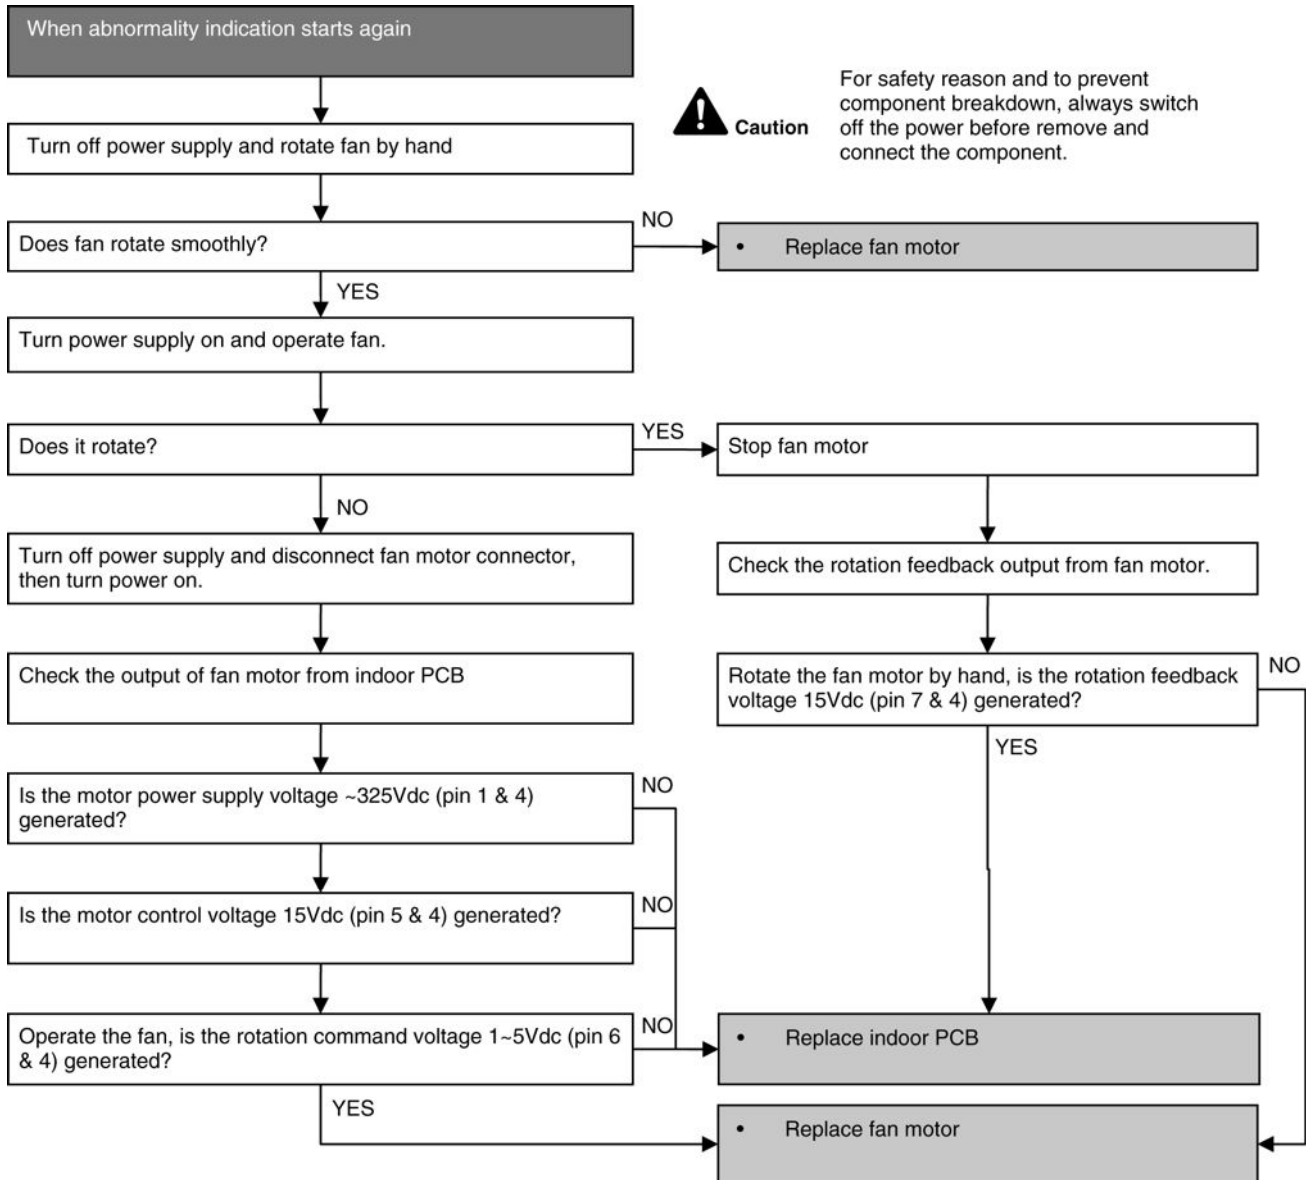 When abnormality indication starts again
For safety reason and to prevent
component breakdown, always switch
off the power before remove and
connect the component.
Caution
Turn off power supply and rotate fan by hand
Does fan rotate smoothly?
NO
• Replace fan motor
YES
Turn power supply on and operate fan.
Does it rotate?
YES
Stop fan motor
NO
Turn off power supply and disconnect fan motor connector,
then turn power on.
Check the rotation feedback output from fan motor.
Check the output of fan motor from indoor PCB
Rotate the fan motor by hand, is the rotation feedback
voltage 15Vdc (pin 7 & 4) generated?
NO
YES
Is the motor power supply voltage ~325Vdc (pin 1 & 4)
generated?
NO
Is the motor control voltage 15Vdc (pin 5 & 4) generated?
NO
Operate the fan, is the rotation command voltage 1~5Vdc (pin 6
& 4) generated?
NO
• Replace indoor PCB
YES
• Replace fan motor